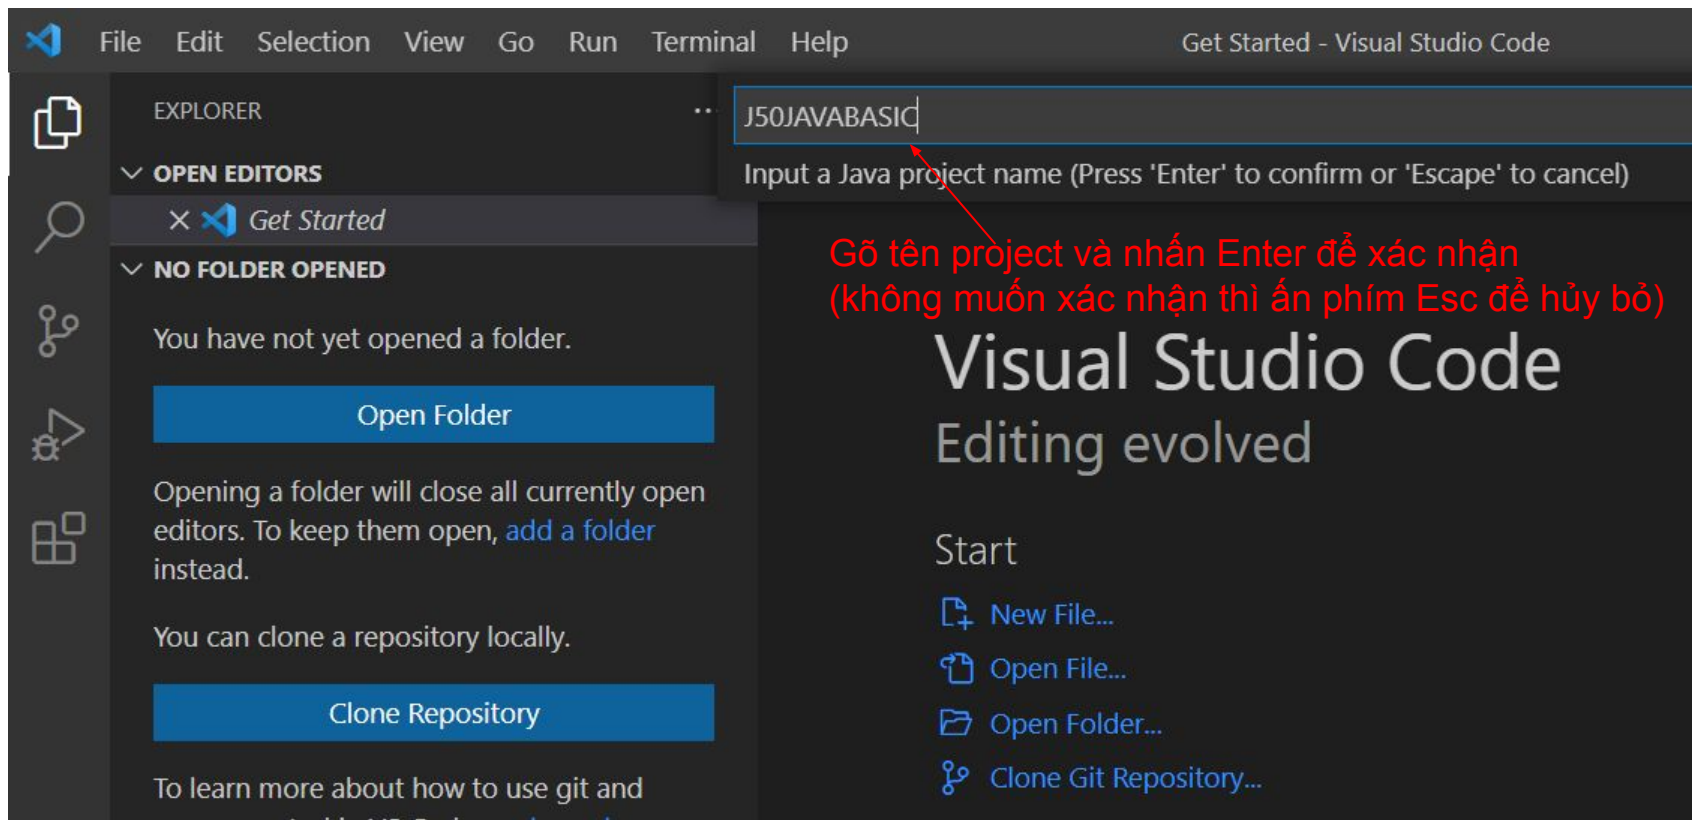 File Edit Selection View Go Run Terminal Help Get Started - Visual Studio Code
EXPLORER ...
J50JAVABASIC
Input a Java project name (Press 'Enter' to confirm or 'Escape' to cancel)
OPEN EDITORS
Get Started
NO FOLDER OPENED
You have not yet opened a folder.
Open Folder
Opening a folder will close all currently open
editors. To keep them open, add a folder
instead.
You can clone a repository locally.
Clone Repository
To learn more about how to use git and
Gõ tên project và nhấn Enter để xác nhận
(không muốn xác nhận thì ấn phím Esc để hủy bỏ)
Visual Studio Code
Editing evolved
Start
New File...
Open File...
Open Folder...
Clone Git Repository...